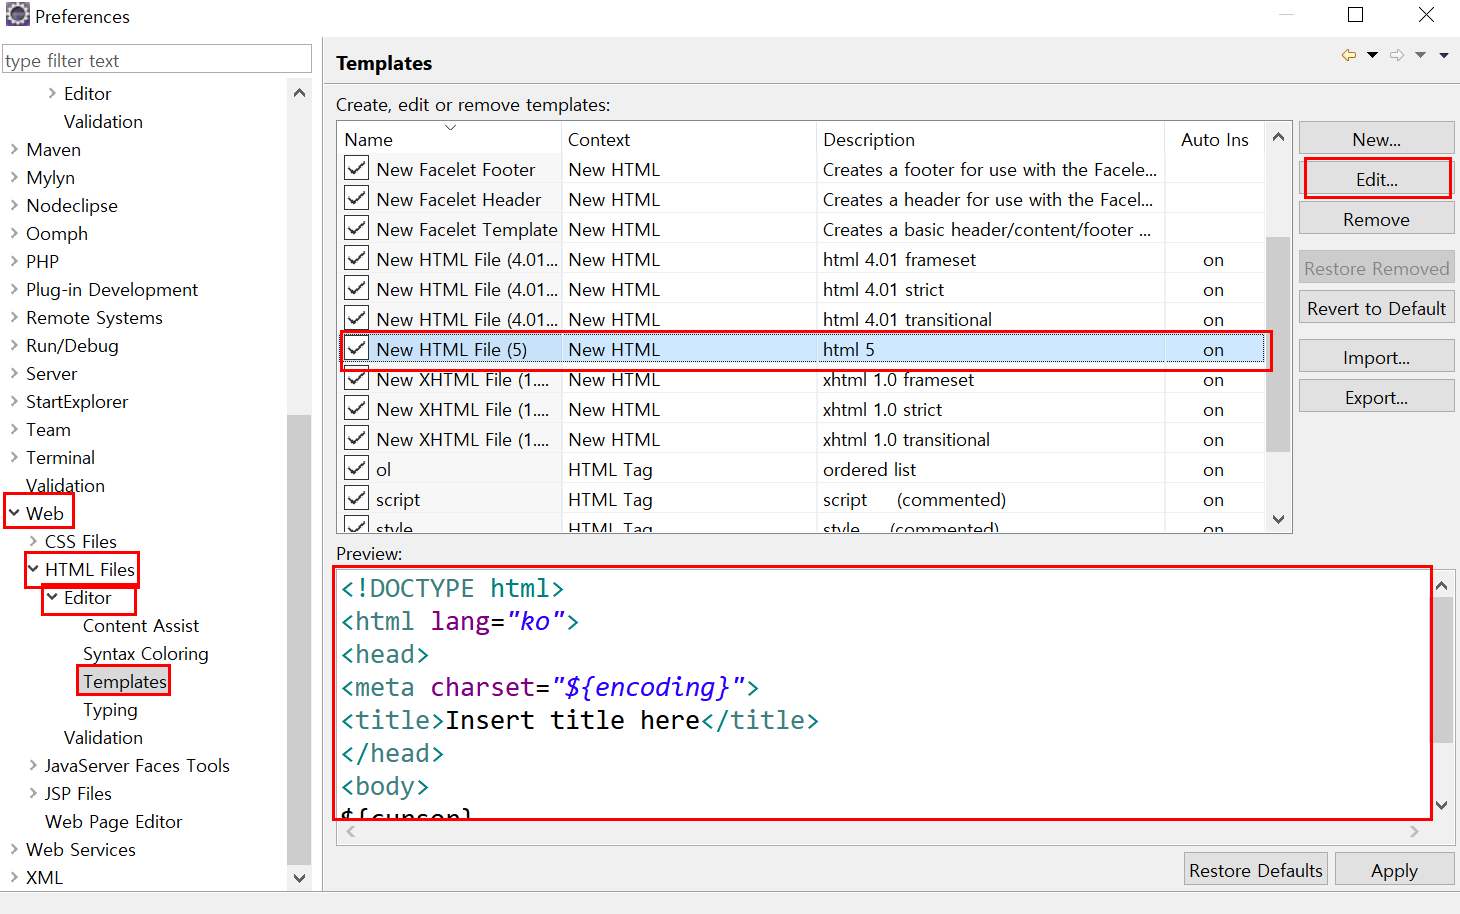 Preferences
type filter text
Editor
Validation
Maven
Mylyn
Nodeclipse
Oomph
PHP
Plug-in Development
Remote Systems
Run/Debug
Server
StartExplorer
Team
Terminal
Validation
Web
CSS Files
HTML Files
Editor
Content Assist
Syntax Coloring
Templates
Typing
Validation
JavaServer Faces Tools
JSP Files
Web Page Editor
Web Services
XML
Templates
Create, edit or remove templates:
Name Context Description Auto Ins
New Facelet Footer New HTML Creates a footer for use with the Facele...
New Facelet Header New HTML Creates a header for use with the Facel...
New Facelet Template New HTML Creates a basic header/content/footer ...
New HTML File (4.01... New HTML html 4.01 frameset on
New HTML File (4.01... New HTML html 4.01 strict on
New HTML File (4.01... New HTML html 4.01 transitional on
New HTML File (5) New HTML html 5 on
New XHTML File (1.... New HTML xhtml 1.0 frameset on
New XHTML File (1.... New HTML xhtml 1.0 strict on
New XHTML File (1.... New HTML xhtml 1.0 transitional on
ol HTML Tag ordered list on
script HTML Tag script (commented) on
style HTML Tag style (commented) on
New...
Edit...
Remove
Restore Removed
Revert to Default
Import...
Export...
Preview:
<!DOCTYPE html>
<html lang="ko">
<head>
<meta charset="${encoding}">
<title>Insert title here</title>
</head>
<body>
${cursor}
Restore Defaults
Apply